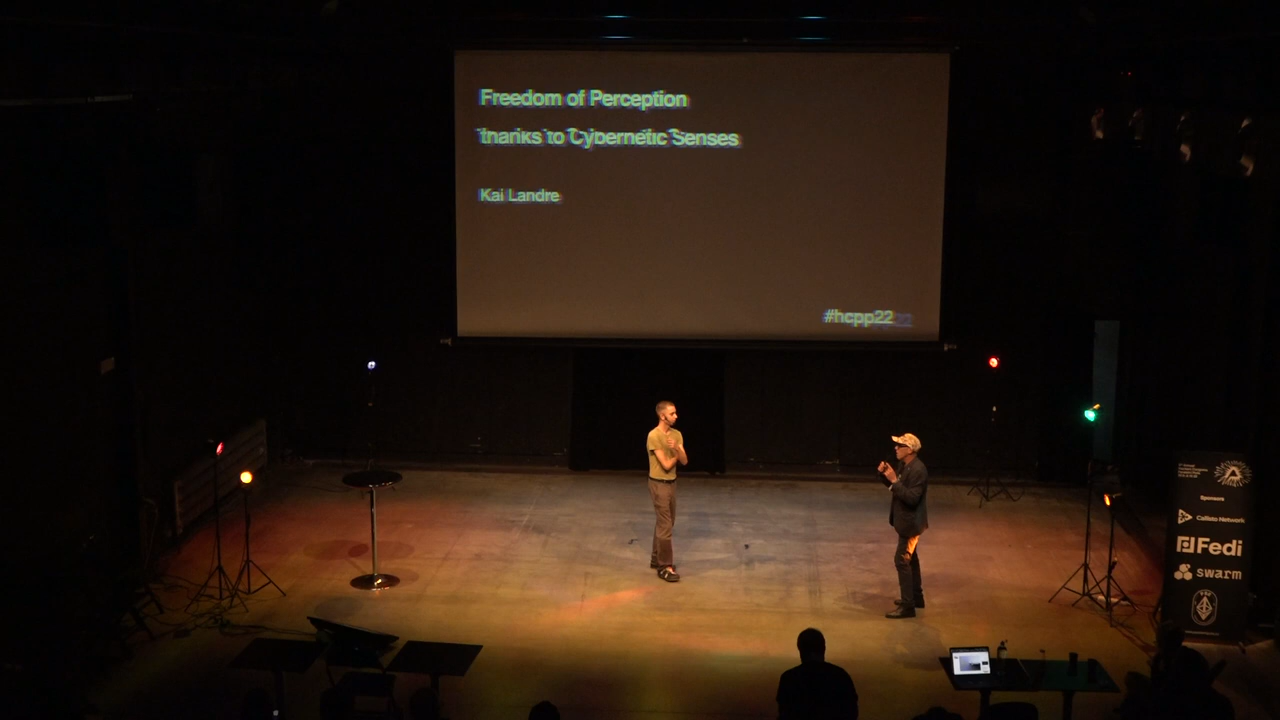 Freedom of Perception
thanks to Cybernetic Senses
Kai Landre
#hcpp22
Sponsors
Callisto Network
Fedi
swarm